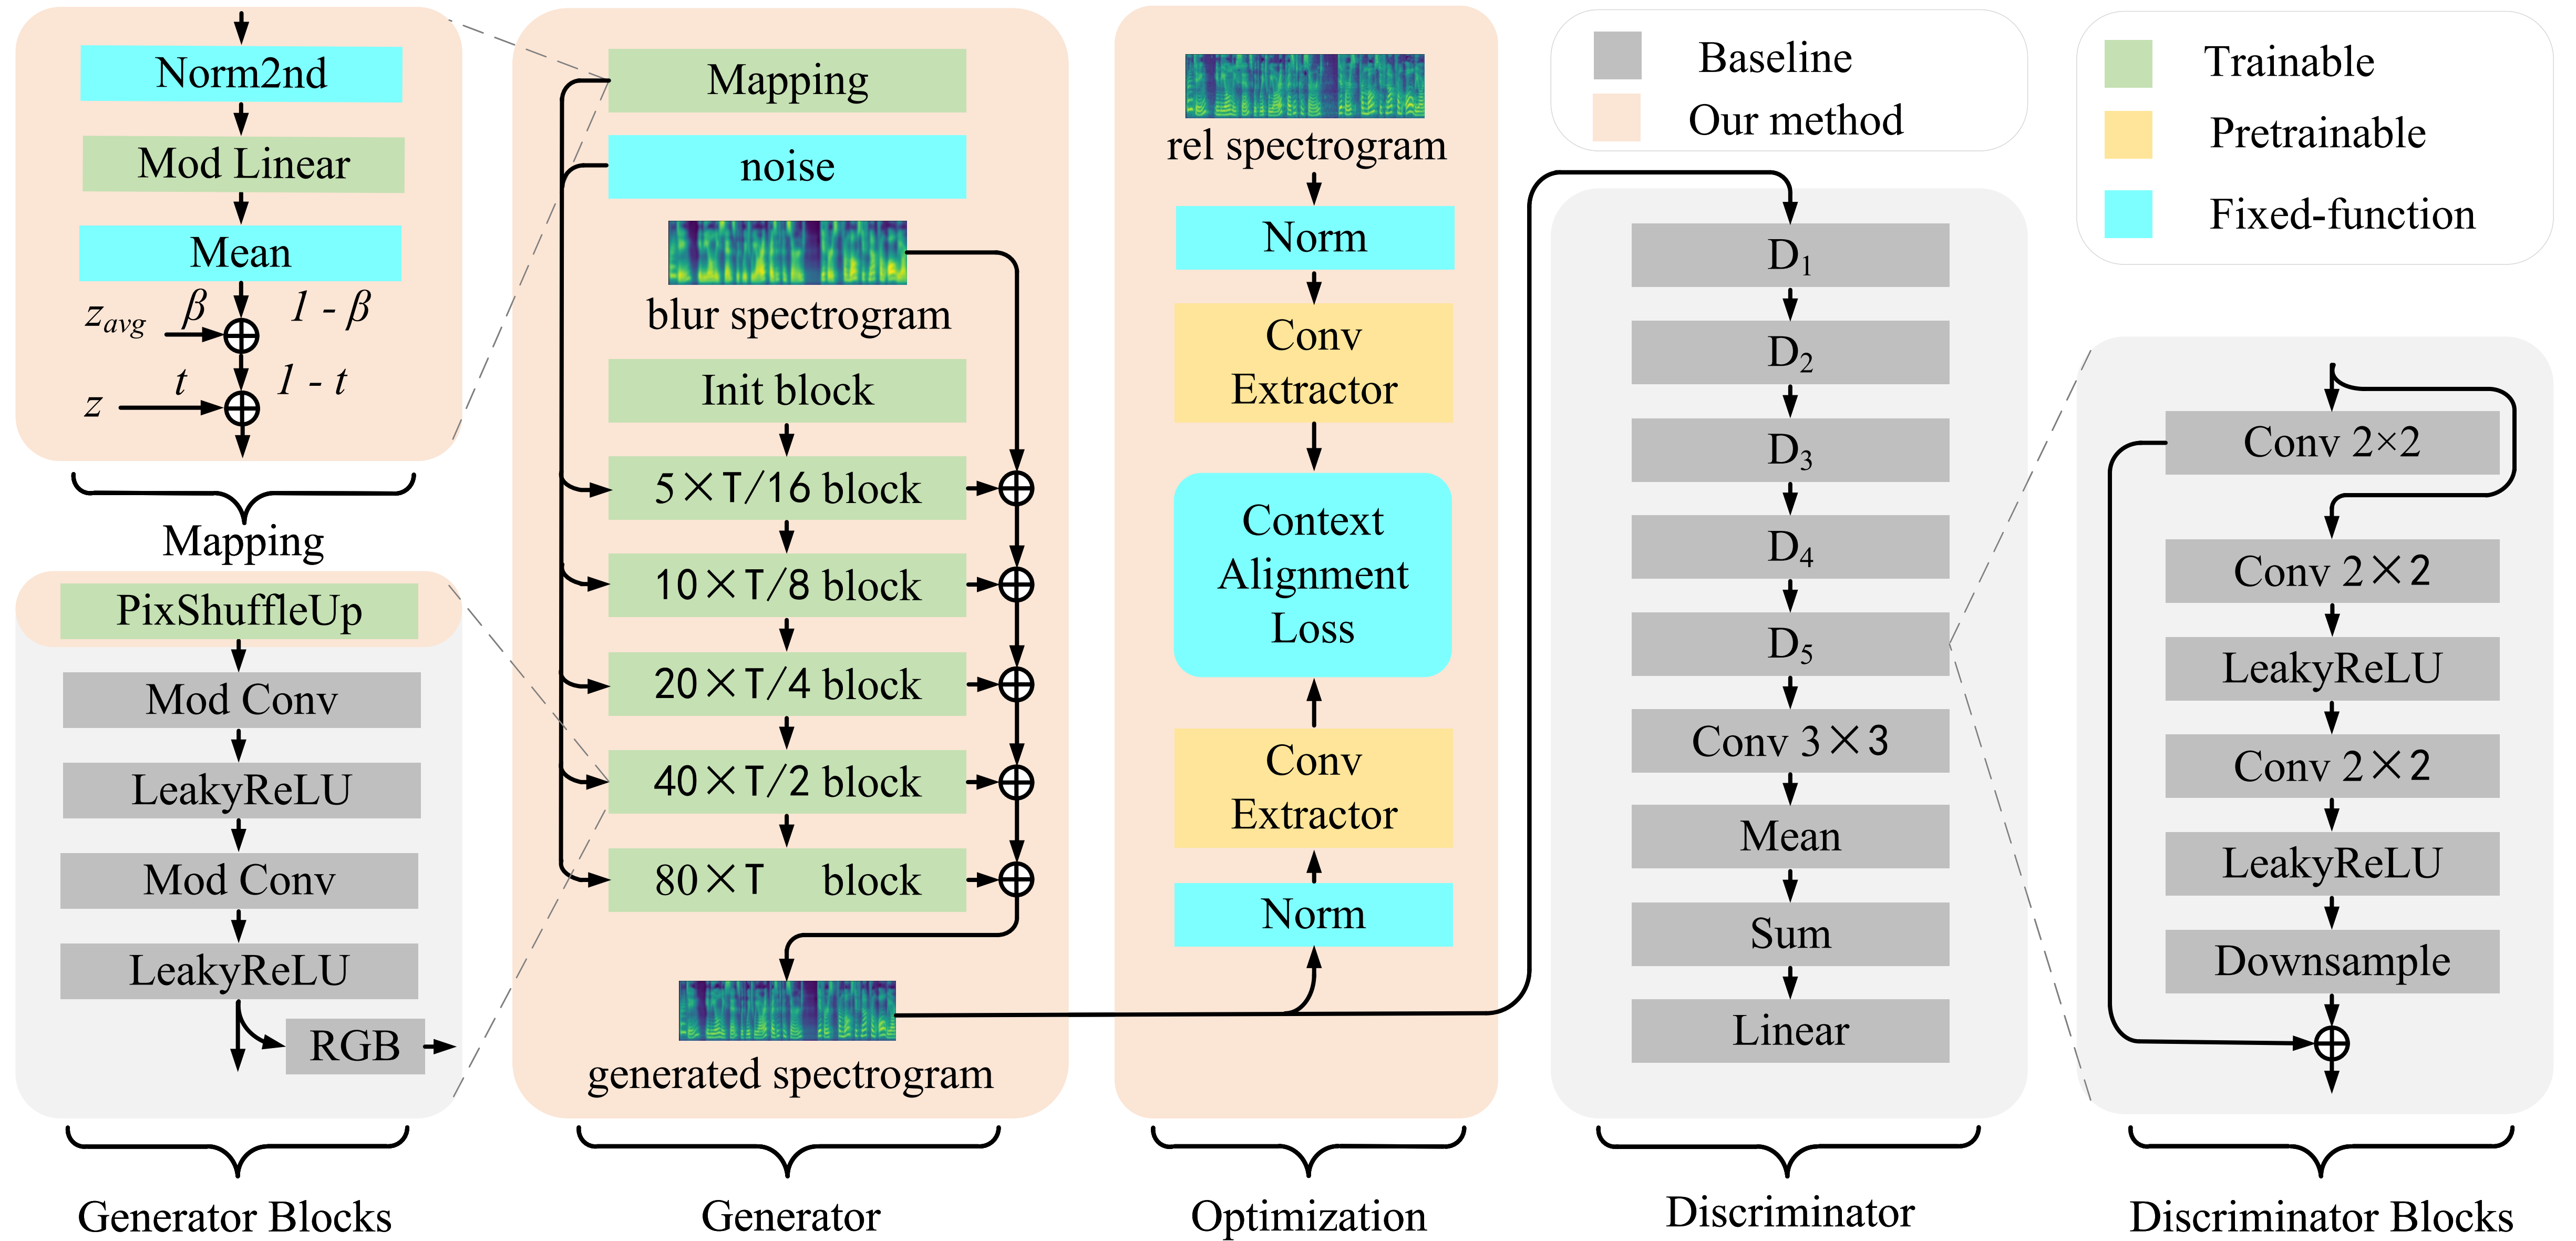 Norm2nd
Mod Linear
Mean
z_avg β 1 - β
z t 1 - t
Mapping
PixShuffleUp
Mod Conv
LeakyReLU
Mod Conv
LeakyReLU
RGB
Generator Blocks
Mapping
noise
blur spectrogram
Init block
5×T/16 block
10×T/8 block
20×T/4 block
40×T/2 block
80×T block
generated spectrogram
Generator
rel spectrogram
Norm
Conv
Extractor
Context
Alignment
Loss
Conv
Extractor
Norm
Optimization
Baseline
Our method
D₁
D₂
D₃
D₄
D₅
Conv 3×3
Mean
Sum
Linear
Discriminator
Trainable
Pretrainable
Fixed-function
Conv 2×2
Conv 2×2
LeakyReLU
Conv 2×2
LeakyReLU
Downsample
Discriminator Blocks